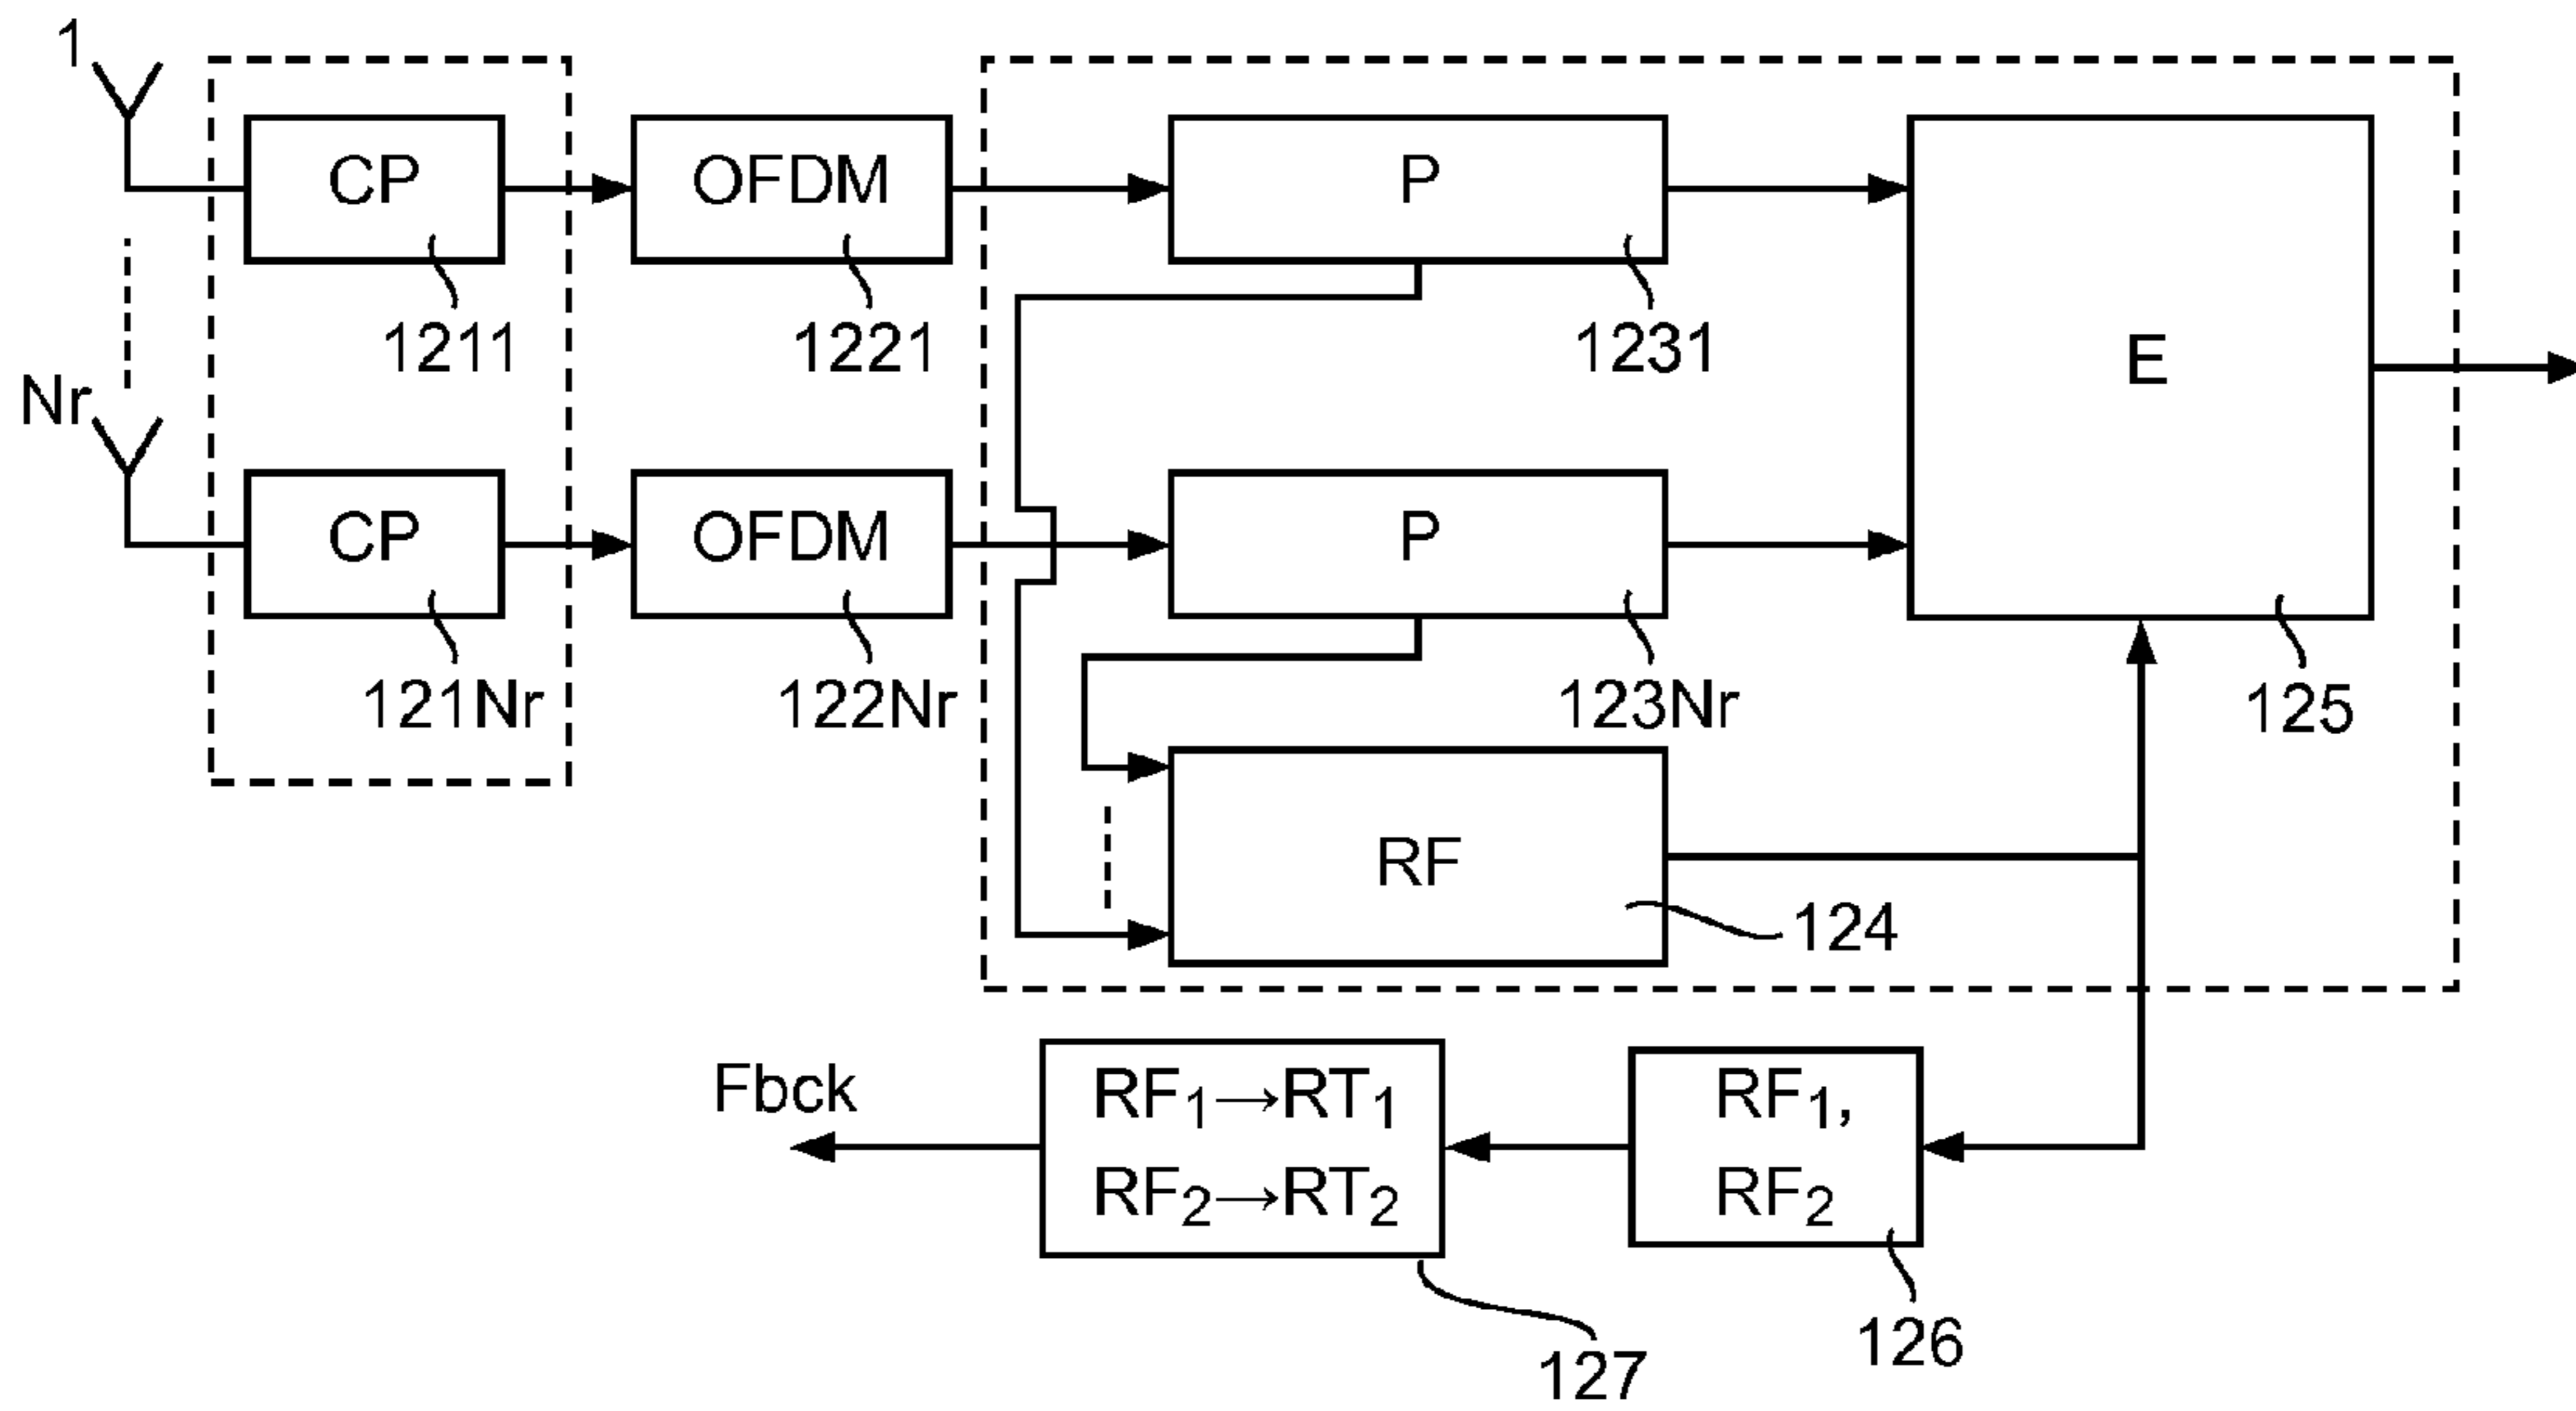 1
CP
OFDM
P
E
1211
1221
1231
Nr
CP
OFDM
P
121Nr
122Nr
123Nr
125
RF
124
Fbck
RF₁→RT₁
RF₂→RT₂
RF₁,
RF₂
126
127